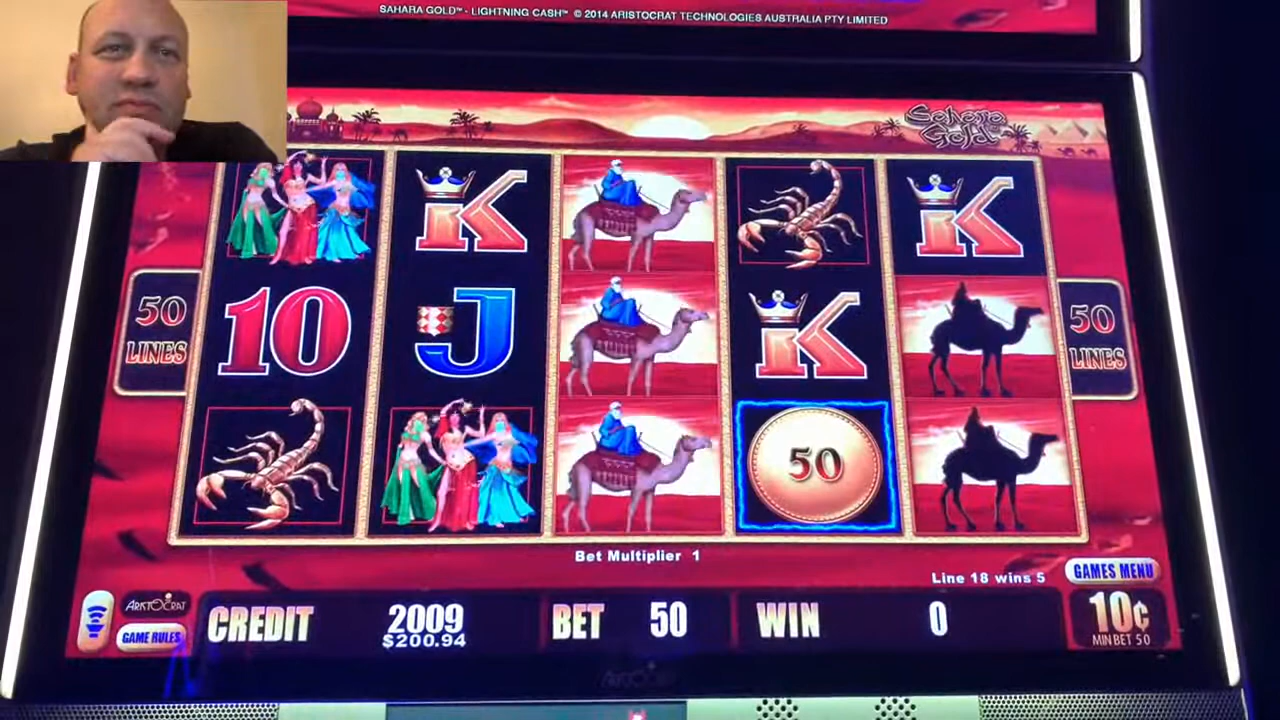 SAHARA GOLD™ - LIGHTNING CASH™ © 2014 ARISTOCRAT TECHNOLOGIES AUSTRALIA PTY LIMITED
Sahara
Gold
K
K
50
LINES
10
J
K
50
LINES
50
Bet Multiplier 1
Line 18 wins 5
GAMES MENU
ARISTOCRAT
GAME RULES
CREDIT 2009
$200.94
BET 50
WIN 0
10¢
MIN BET 50
ARISTOCRAT